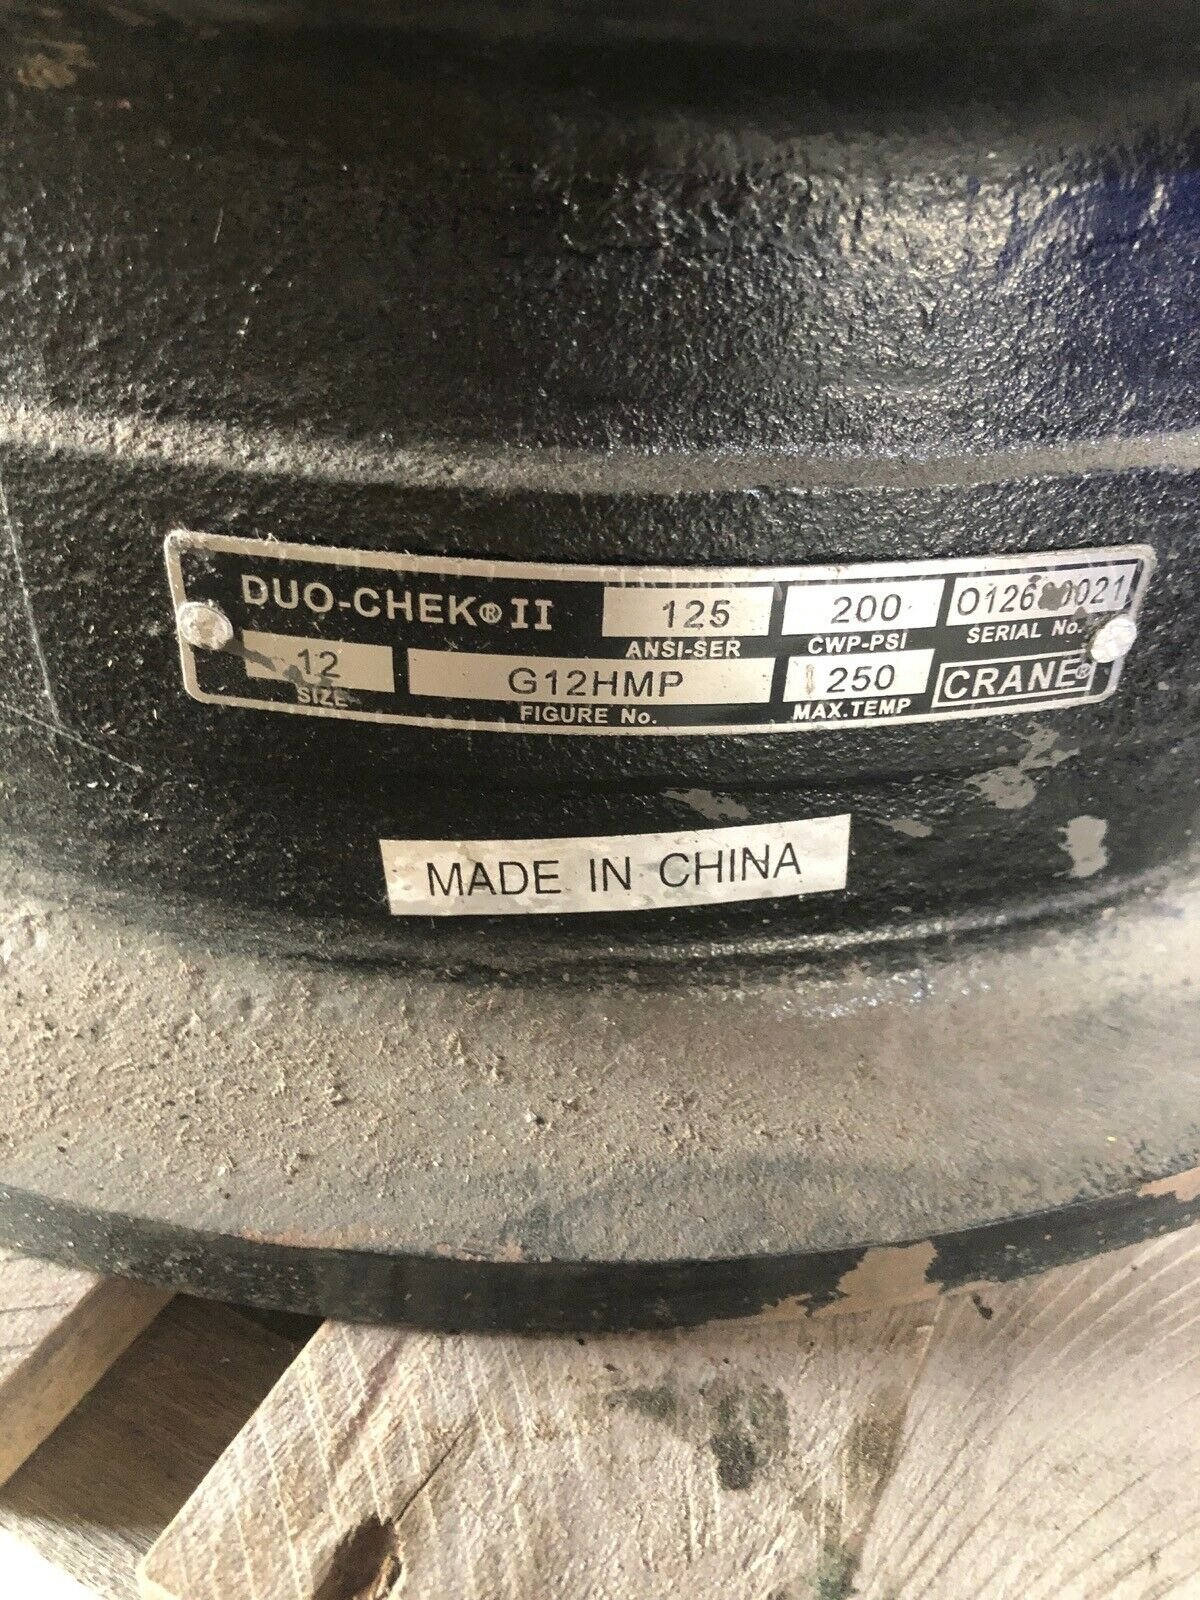 DUO-CHEK® II 125 200
ANSI-SER CWP-PSI SERIAL No.
12 G12HMP 250 CRANE®
SIZE FIGURE No. MAX.TEMP
MADE IN CHINA